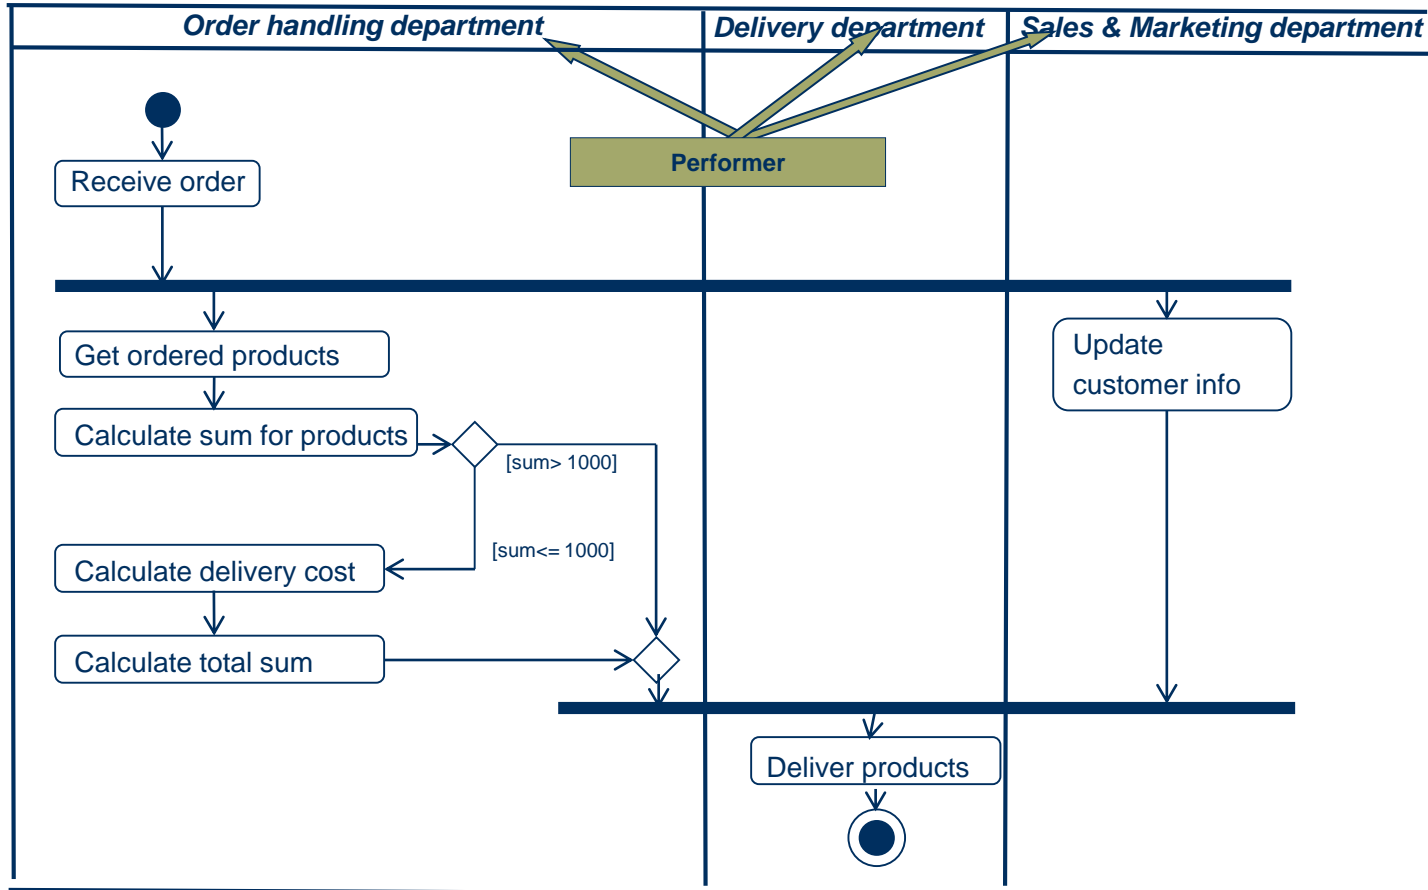 Order handling department
Delivery department
Sales & Marketing department
Performer
Receive order
Get ordered products
Update
customer info
Calculate sum for products
[sum> 1000]
[sum<= 1000]
Calculate delivery cost
Calculate total sum
Deliver products